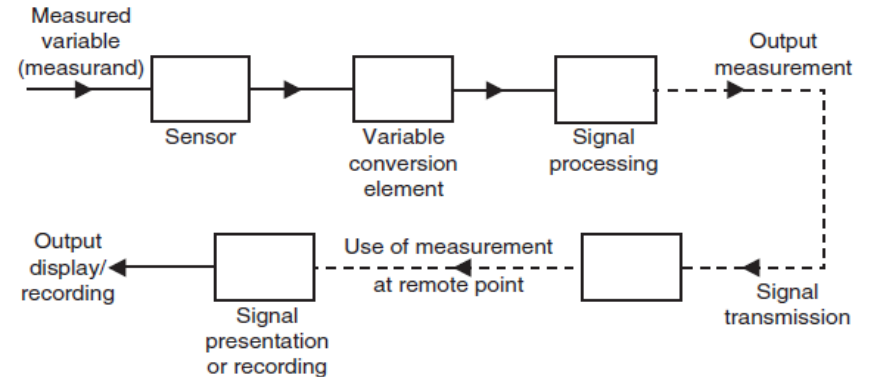 Measured
variable
(measurand)
Sensor
Variable
conversion
element
Signal
processing
Output
measurement
Output
display/
recording
Signal
presentation
or recording
Use of measurement
at remote point
Signal
transmission